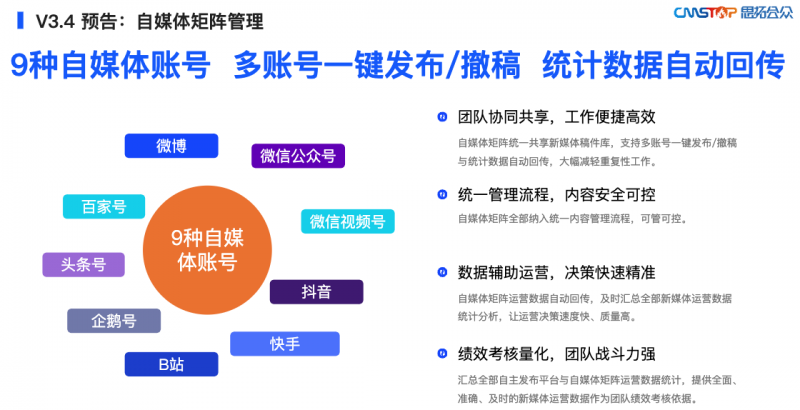 V3.4 预告：自媒体矩阵管理
CMSTOP 思拓合众
9种自媒体账号 多账号一键发布/撤稿 统计数据自动回传
微博
微信公众号
百家号
微信视频号
9种自媒
体账号
头条号
抖音
企鹅号
快手
B站
团队协同共享，工作便捷高效
自媒体矩阵统一共享新媒体稿件库，支持多账号一键发布/撤稿
与统计数据自动回传，大幅减轻重复性工作。
统一管理流程，内容安全可控
自媒体矩阵全部纳入统一内容管理流程，可管可控。
数据辅助运营，决策快速精准
自媒体矩阵运营数据自动回传，及时汇总全部新媒体运营数据
统计分析，让运营决策速度快、质量高。
绩效考核量化，团队战斗力强
汇总全部自主发布平台与自媒体矩阵运营数据统计，提供全面、
准确、及时的新媒体运营数据作为团队绩效考核依据。